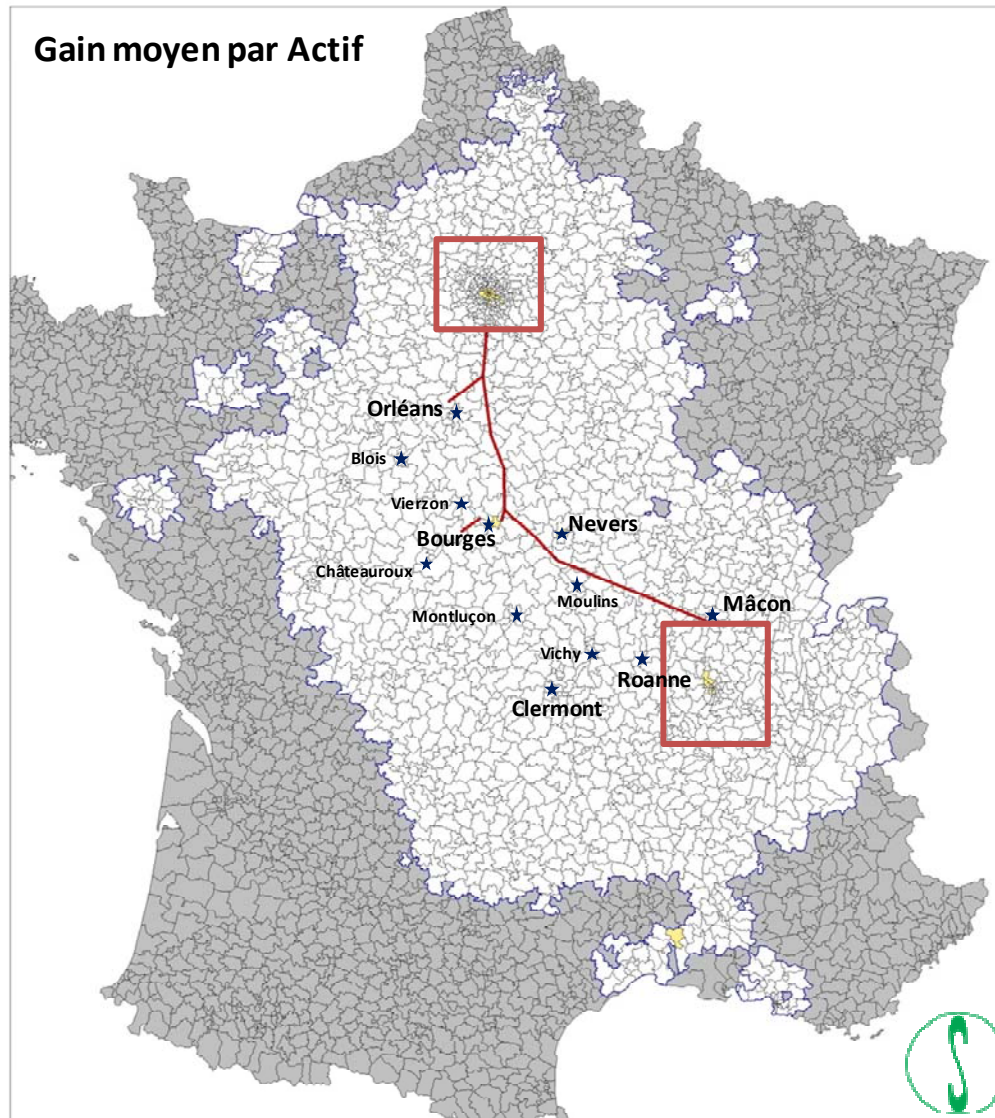 Gain moyen par Actif
Orléans
Blois
Vierzon
Bourges
Nevers
Châteauroux
Moulins
Mâcon
Montluçon
Vichy
Roanne
Clermont
S